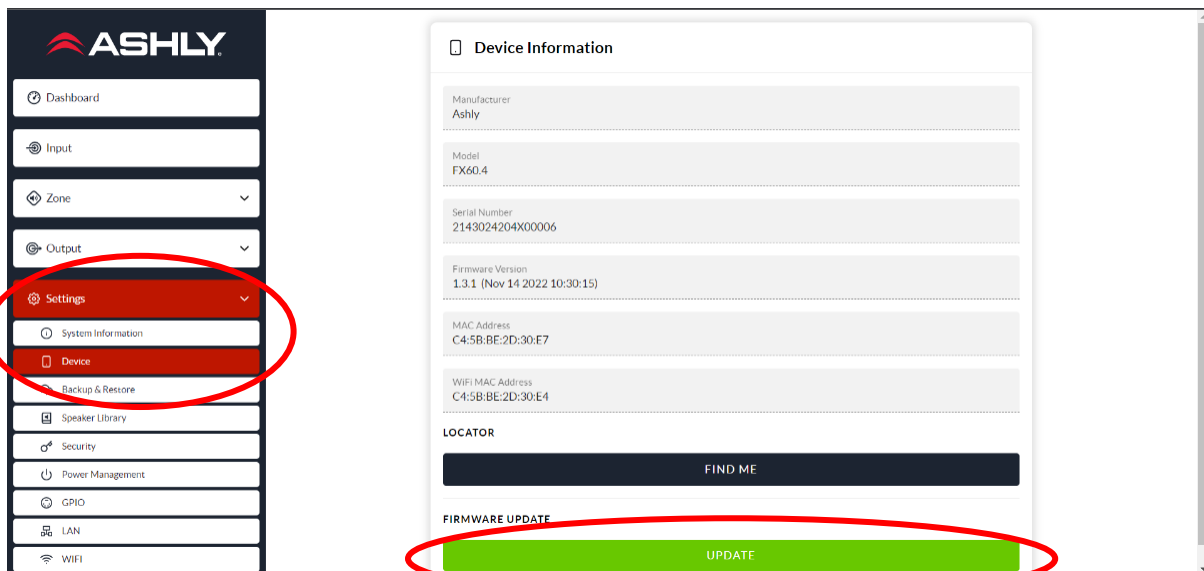 ASHLY
Dashboard
Input
Zone
Output
Settings
System Information
Device
Backup & Restore
Speaker Library
Security
Power Management
GPIO
LAN
WIFI
Device Information
Manufacturer
Ashly
Model
FX60.4
Serial Number
2143024204X00006
Firmware Version
1.3.1 (Nov 14 2022 10:30:15)
MAC Address
C4:5B:BE:2D:30:E7
WiFi MAC Address
C4:5B:BE:2D:30:E4
LOCATOR
FIND ME
FIRMWARE UPDATE
UPDATE